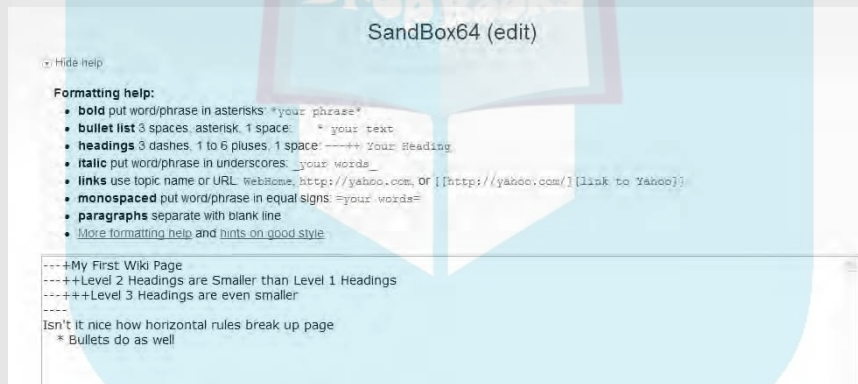 SandBox64 (edit)
Hide help
Formatting help:
• bold put word/phrase in asterisks: *your phrase*
• bullet list 3 spaces, asterisk, 1 space:    * your text
• headings 3 dashes, 1 to 6 pluses, 1 space: ---++ Your Heading
• italic put word/phrase in underscores: _your words_
• links use topic name or URL: WebHome, http://yahoo.com, or [[http://yahoo.com/][link to Yahoo]]
• monospaced put word/phrase in equal signs: =your words=
• paragraphs separate with blank line
• More formatting help and hints on good style
---+My First Wiki Page
---++Level 2 Headings are Smaller than Level 1 Headings
---+++Level 3 Headings are even smaller
----
Isn't it nice how horizontal rules break up page
   * Bullets do as well